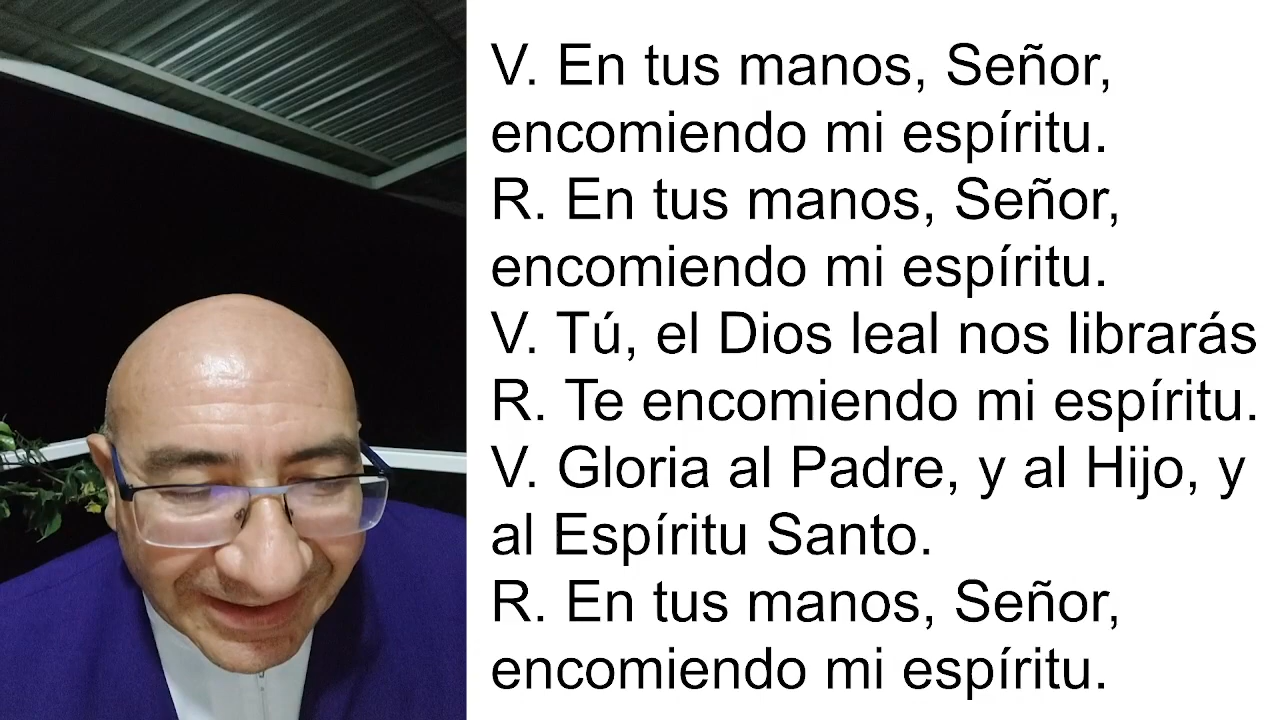 V. En tus manos, Señor,
encomiendo mi espíritu.
R. En tus manos, Señor,
encomiendo mi espíritu.
V. Tú, el Dios leal nos librarás
R. Te encomiendo mi espíritu.
V. Gloria al Padre, y al Hijo, y
al Espíritu Santo.
R. En tus manos, Señor,
encomiendo mi espíritu.